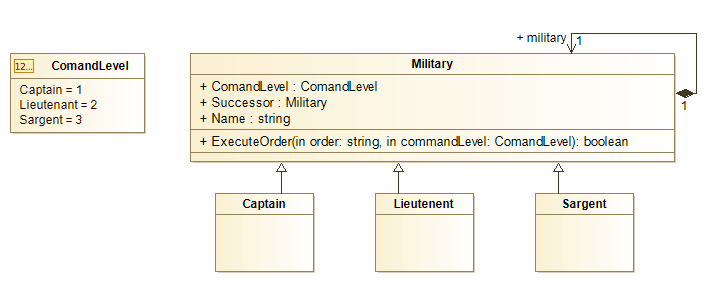 12... ComandLevel
Captain = 1
Lieutenant = 2
Sargent = 3
+ military
1
Military
+ ComandLevel : ComandLevel
+ Successor : Military
+ Name : string
1
+ ExecuteOrder(in order: string, in commandLevel: ComandLevel): boolean
Captain
Lieutenent
Sargent